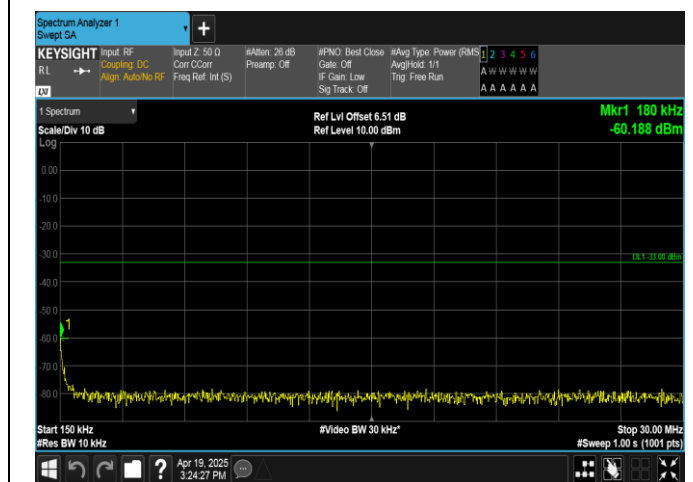 Spectrum Analyzer 1
Swept SA
+
KEYSIGHT Input: RF Input Z: 50 Ω #Atten: 26 dB #PNO: Best Close #Avg Type: Power (RMS 1 2 3 4 5 6
RL Coupling: DC Corr CCorr Preamp: Off Gate: Off Avg|Hold: 1/1 A W W W W W
Align: Auto/No RF Freq Ref: Int (S) IF Gain: Low Trig: Free Run
LXI Sig Track: Off A A A A A A
1 Spectrum Ref Lvl Offset 6.51 dB Mkr1 180 kHz
Scale/Div 10 dB Ref Level 10.00 dBm -60.188 dBm
Log
0.00
-10.0
-20.0
-30.0 DL1 -33.00 dBm
-40.0
-50.0
1
-60.0
-70.0
-80.0
Start 150 kHz #Video BW 30 kHz* Stop 30.00 MHz
#Res BW 10 kHz #Sweep 1.00 s (1001 pts)
? Apr 19, 2025
3:24:27 PM